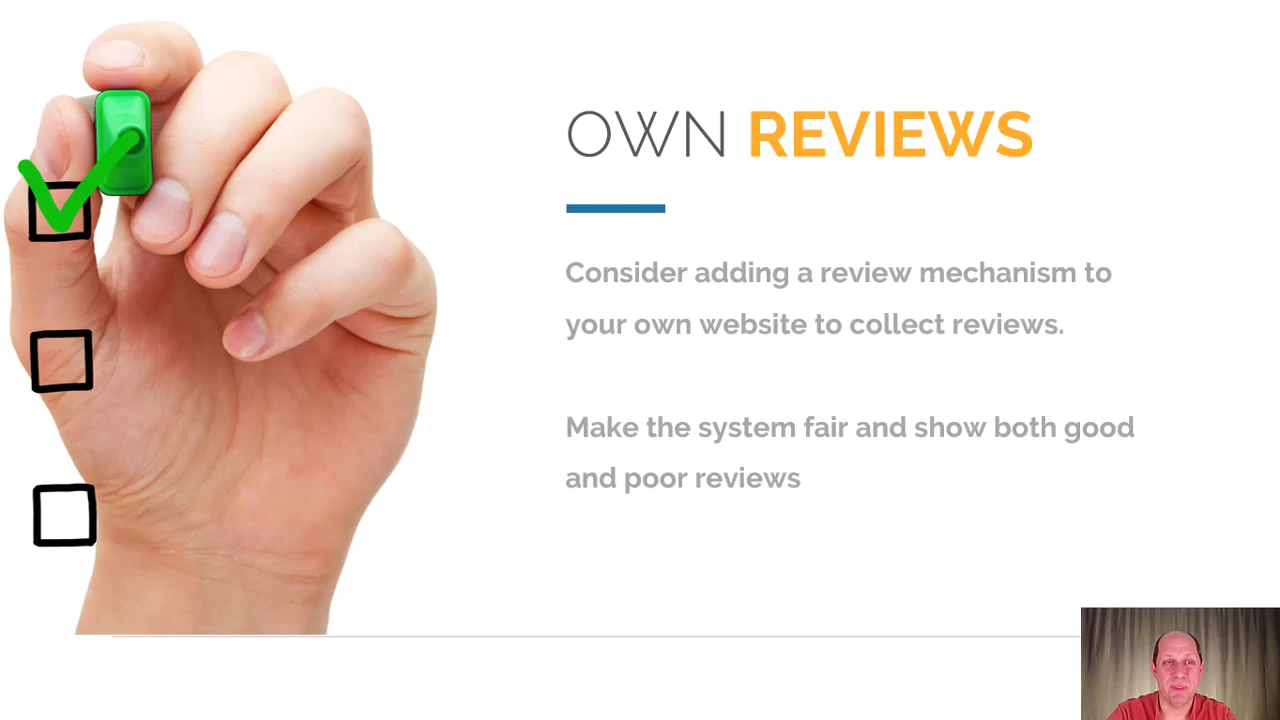 OWN REVIEWS
Consider adding a review mechanism to
your own website to collect reviews.
Make the system fair and show both good
and poor reviews